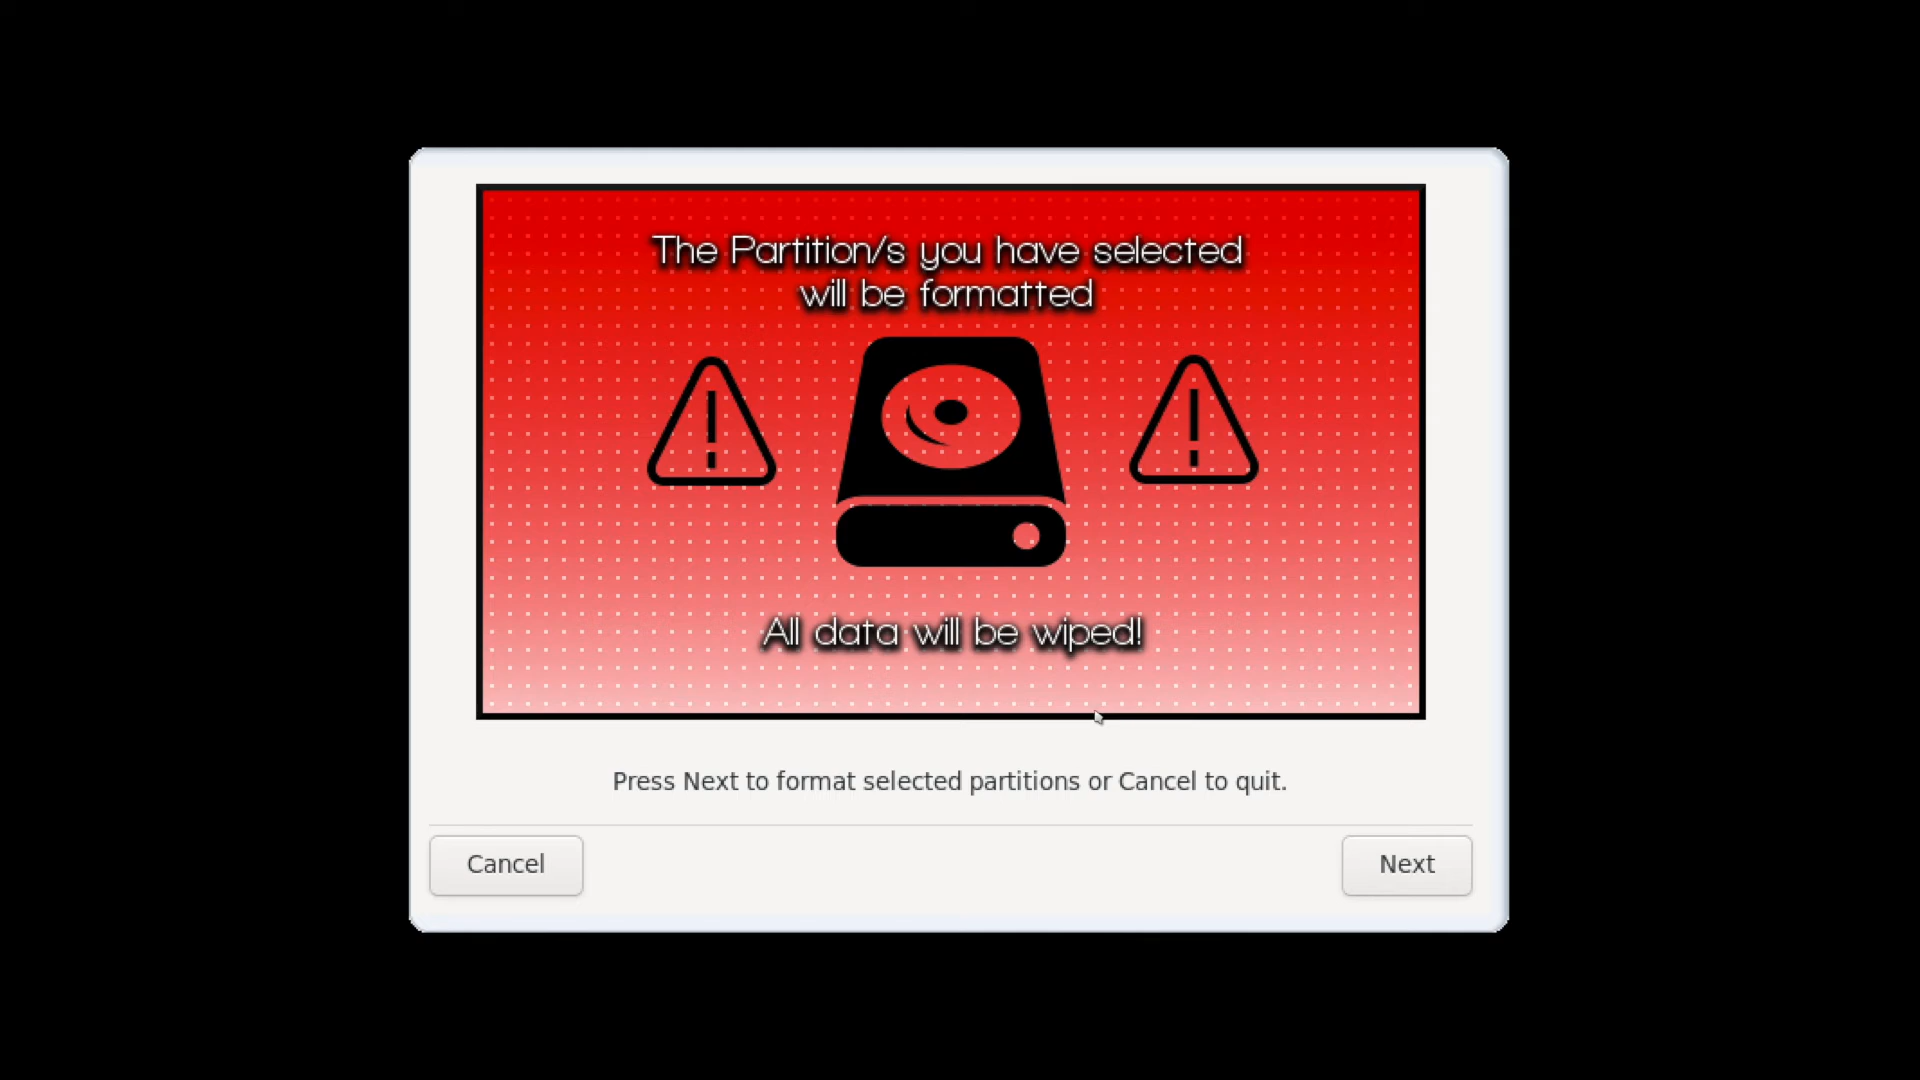 The Partition/s you have selected
will be formatted
All data will be wiped!
Press Next to format selected partitions or Cancel to quit.
Cancel
Next